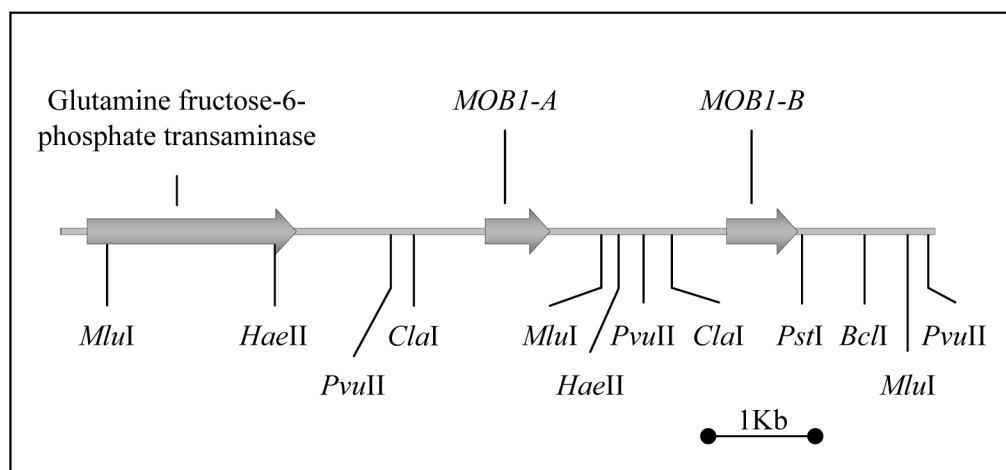 Glutamine fructose-6-
phosphate transaminase
MOB1-A
MOB1-B
MluI
HaeII
PvuII
ClaI
MluI
HaeII
PvuII
ClaI
PstI
BclI
MluI
PvuII
1Kb